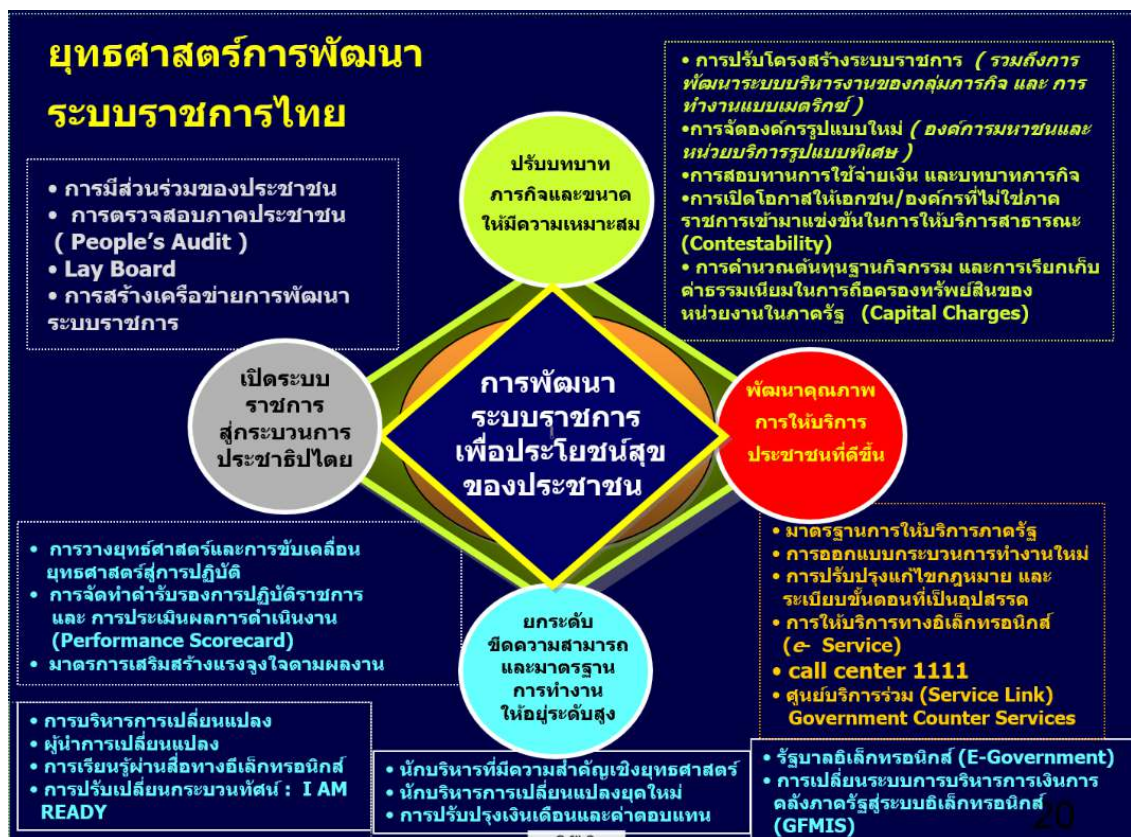 ยุทธศาสตร์การพัฒนา
ระบบราชการไทย
• การปรับโครงสร้างระบบราชการ ( รวมถึงการ
พัฒนาระบบบริหารงานของกลุ่มภารกิจ และ การ
ทำงานแบบเมตริกซ์ )
•การจัดองค์กรรูปแบบใหม่ ( องค์การมหาชนและ
หน่วยบริการรูปแบบพิเศษ )
•การสอบทานการใช้จ่ายเงิน และบทบาทภารกิจ
•การเปิดโอกาสให้เอกชน/องค์กรที่ไม่ใช่ภาค
ราชการเข้ามาแข่งขันในการให้บริการสาธารณะ
(Contestability)
• การคำนวณต้นทุนฐานกิจกรรม และการเรียกเก็บ
ค่าธรรมเนียมในการถือครองทรัพย์สินของ
หน่วยงานในภาครัฐ (Capital Charges)
ปรับบทบาท
ภารกิจและขนาด
ให้มีความเหมาะสม
• การมีส่วนร่วมของประชาชน
• การตรวจสอบภาคประชาชน
( People's Audit )
• Lay Board
• การสร้างเครือข่ายการพัฒนา
ระบบราชการ
เปิดระบบ
ราชการ
สู่กระบวนการ
ประชาธิปไตย
การพัฒนา
ระบบราชการ
เพื่อประโยชน์สุข
ของประชาชน
พัฒนาคุณภาพ
การให้บริการ
ประชาชนที่ดีขึ้น
• การวางยุทธ์ศาสตร์และการขับเคลื่อน
ยุทธศาสตร์สู่การปฏิบัติ
• การจัดทำคำรับรองการปฏิบัติราชการ
และ การประเมินผลการดำเนินงาน
(Performance Scorecard)
• มาตรการเสริมสร้างแรงจูงใจตามผลงาน
ยกระดับ
ขีดความสามารถ
และมาตรฐาน
การทำงาน
ให้อยู่ระดับสูง
• มาตรฐานการให้บริการภาครัฐ
• การออกแบบกระบวนการทำงานใหม่
• การปรับปรุงแก้ไขกฎหมาย และ
ระเบียบขั้นตอนที่เป็นอุปสรรค
• การให้บริการทางอิเล็กทรอนิกส์
(e- Service)
• call center 1111
• ศูนย์บริการร่วม (Service Link)
Government Counter Services
• การบริหารการเปลี่ยนแปลง
• ผู้นำการเปลี่ยนแปลง
• การเรียนรู้ผ่านสื่อทางอีเล็กทรอนิกส์
• การปรับเปลี่ยนกระบวนทัศน์ : I AM
READY
• นักบริหารที่มีความสำคัญเชิงยุทธศาสตร์
• นักบริหารการเปลี่ยนแปลงยุคใหม่
• การปรับปรุงเงินเดือนและค่าตอบแทน
• รัฐบาลอิเล็กทรอนิกส์ (E-Government)
• การเปลี่ยนระบบการบริหารการเงินการ
คลังภาครัฐสู่ระบบอิเล็กทรอนิกส์
(GFMIS)
20